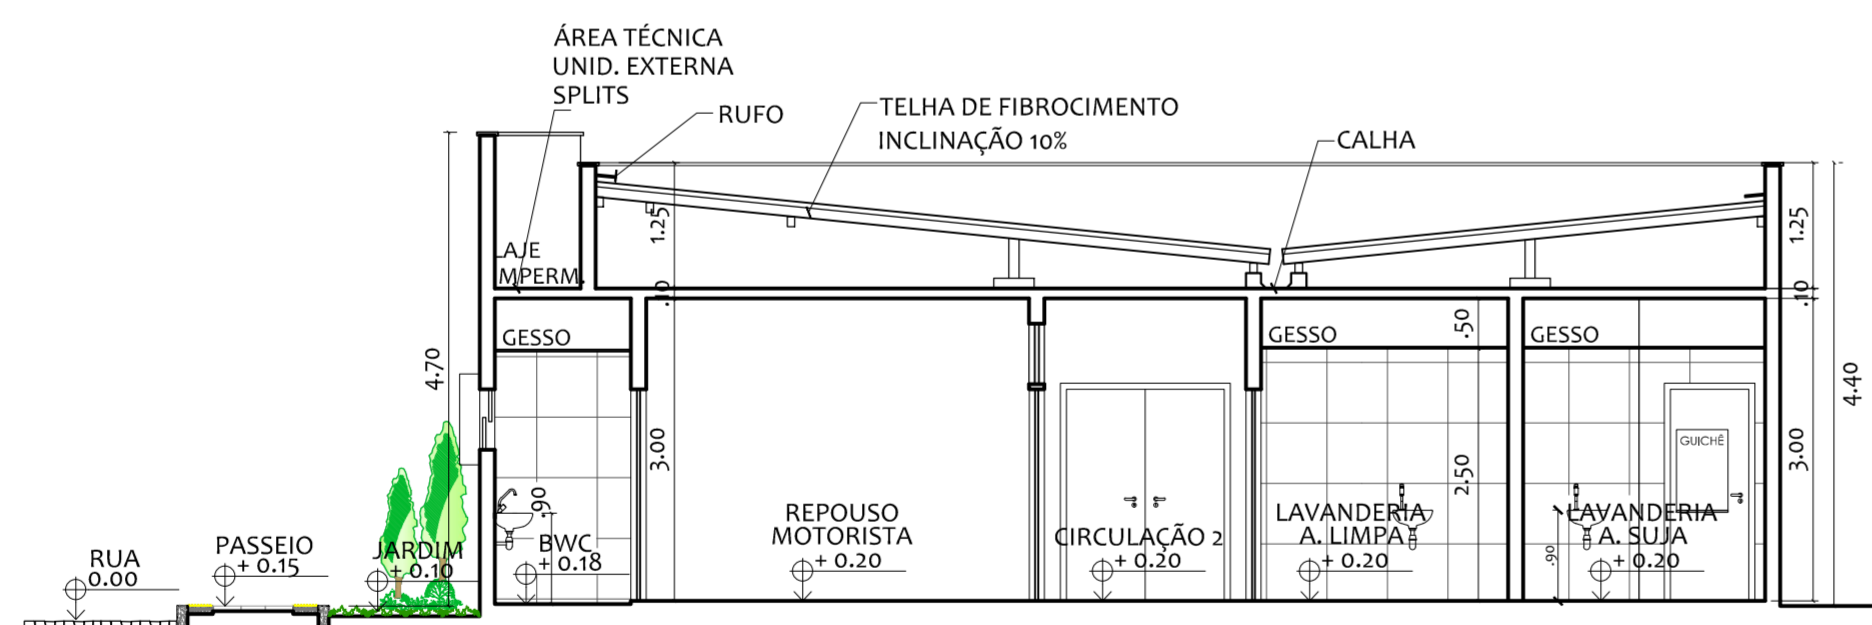 ÁREA TÉCNICA
UNID. EXTERNA
SPLITS
RUFO
TELHA DE FIBROCIMENTO
INCLINAÇÃO 10%
CALHA
LAJE
IMPERM.
1.25
.10
1.25
.10
GESSO
GESSO
GESSO
.50
4.70
3.00
2.50
3.00
4.40
GUICHÊ
.90
.90
RUA
0.00
PASSEIO
+ 0.15
JARDIM
+ 0.10
BWC
+ 0.18
REPOUSO
MOTORISTA
+ 0.20
CIRCULAÇÃO 2
+ 0.20
LAVANDERIA
A. LIMPA
+ 0.20
LAVANDERIA
A. SUJA
+ 0.20